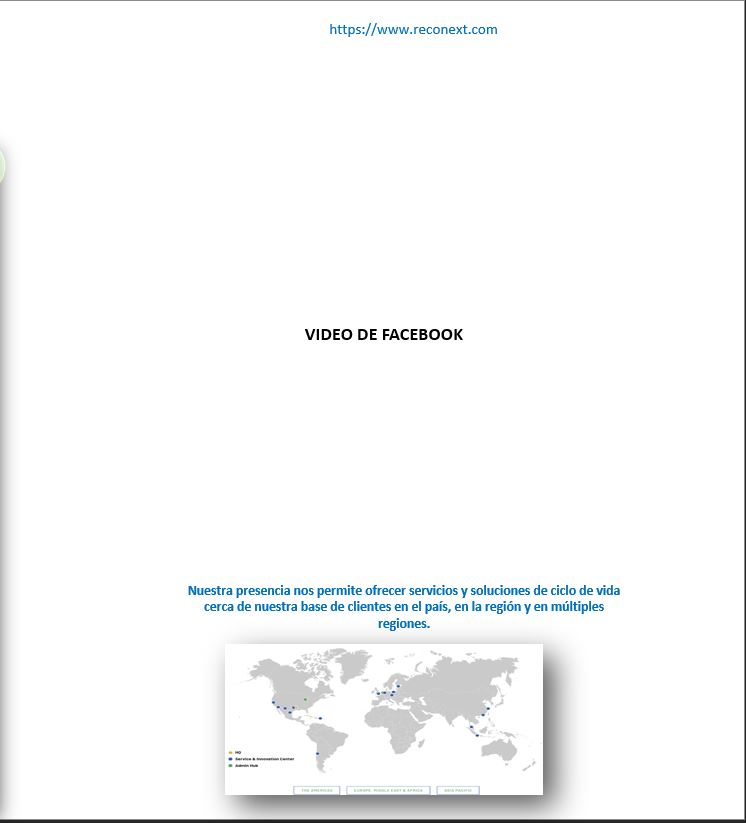 https://www.reconext.com
VIDEO DE FACEBOOK
Nuestra presencia nos permite ofrecer servicios y soluciones de ciclo de vida
cerca de nuestra base de clientes en el país, en la región y en múltiples
regiones.
HQ
Service & Innovation Center
Admin Hub
THE AMERICAS
EUROPE, MIDDLE EAST & AFRICA
ASIA PACIFIC